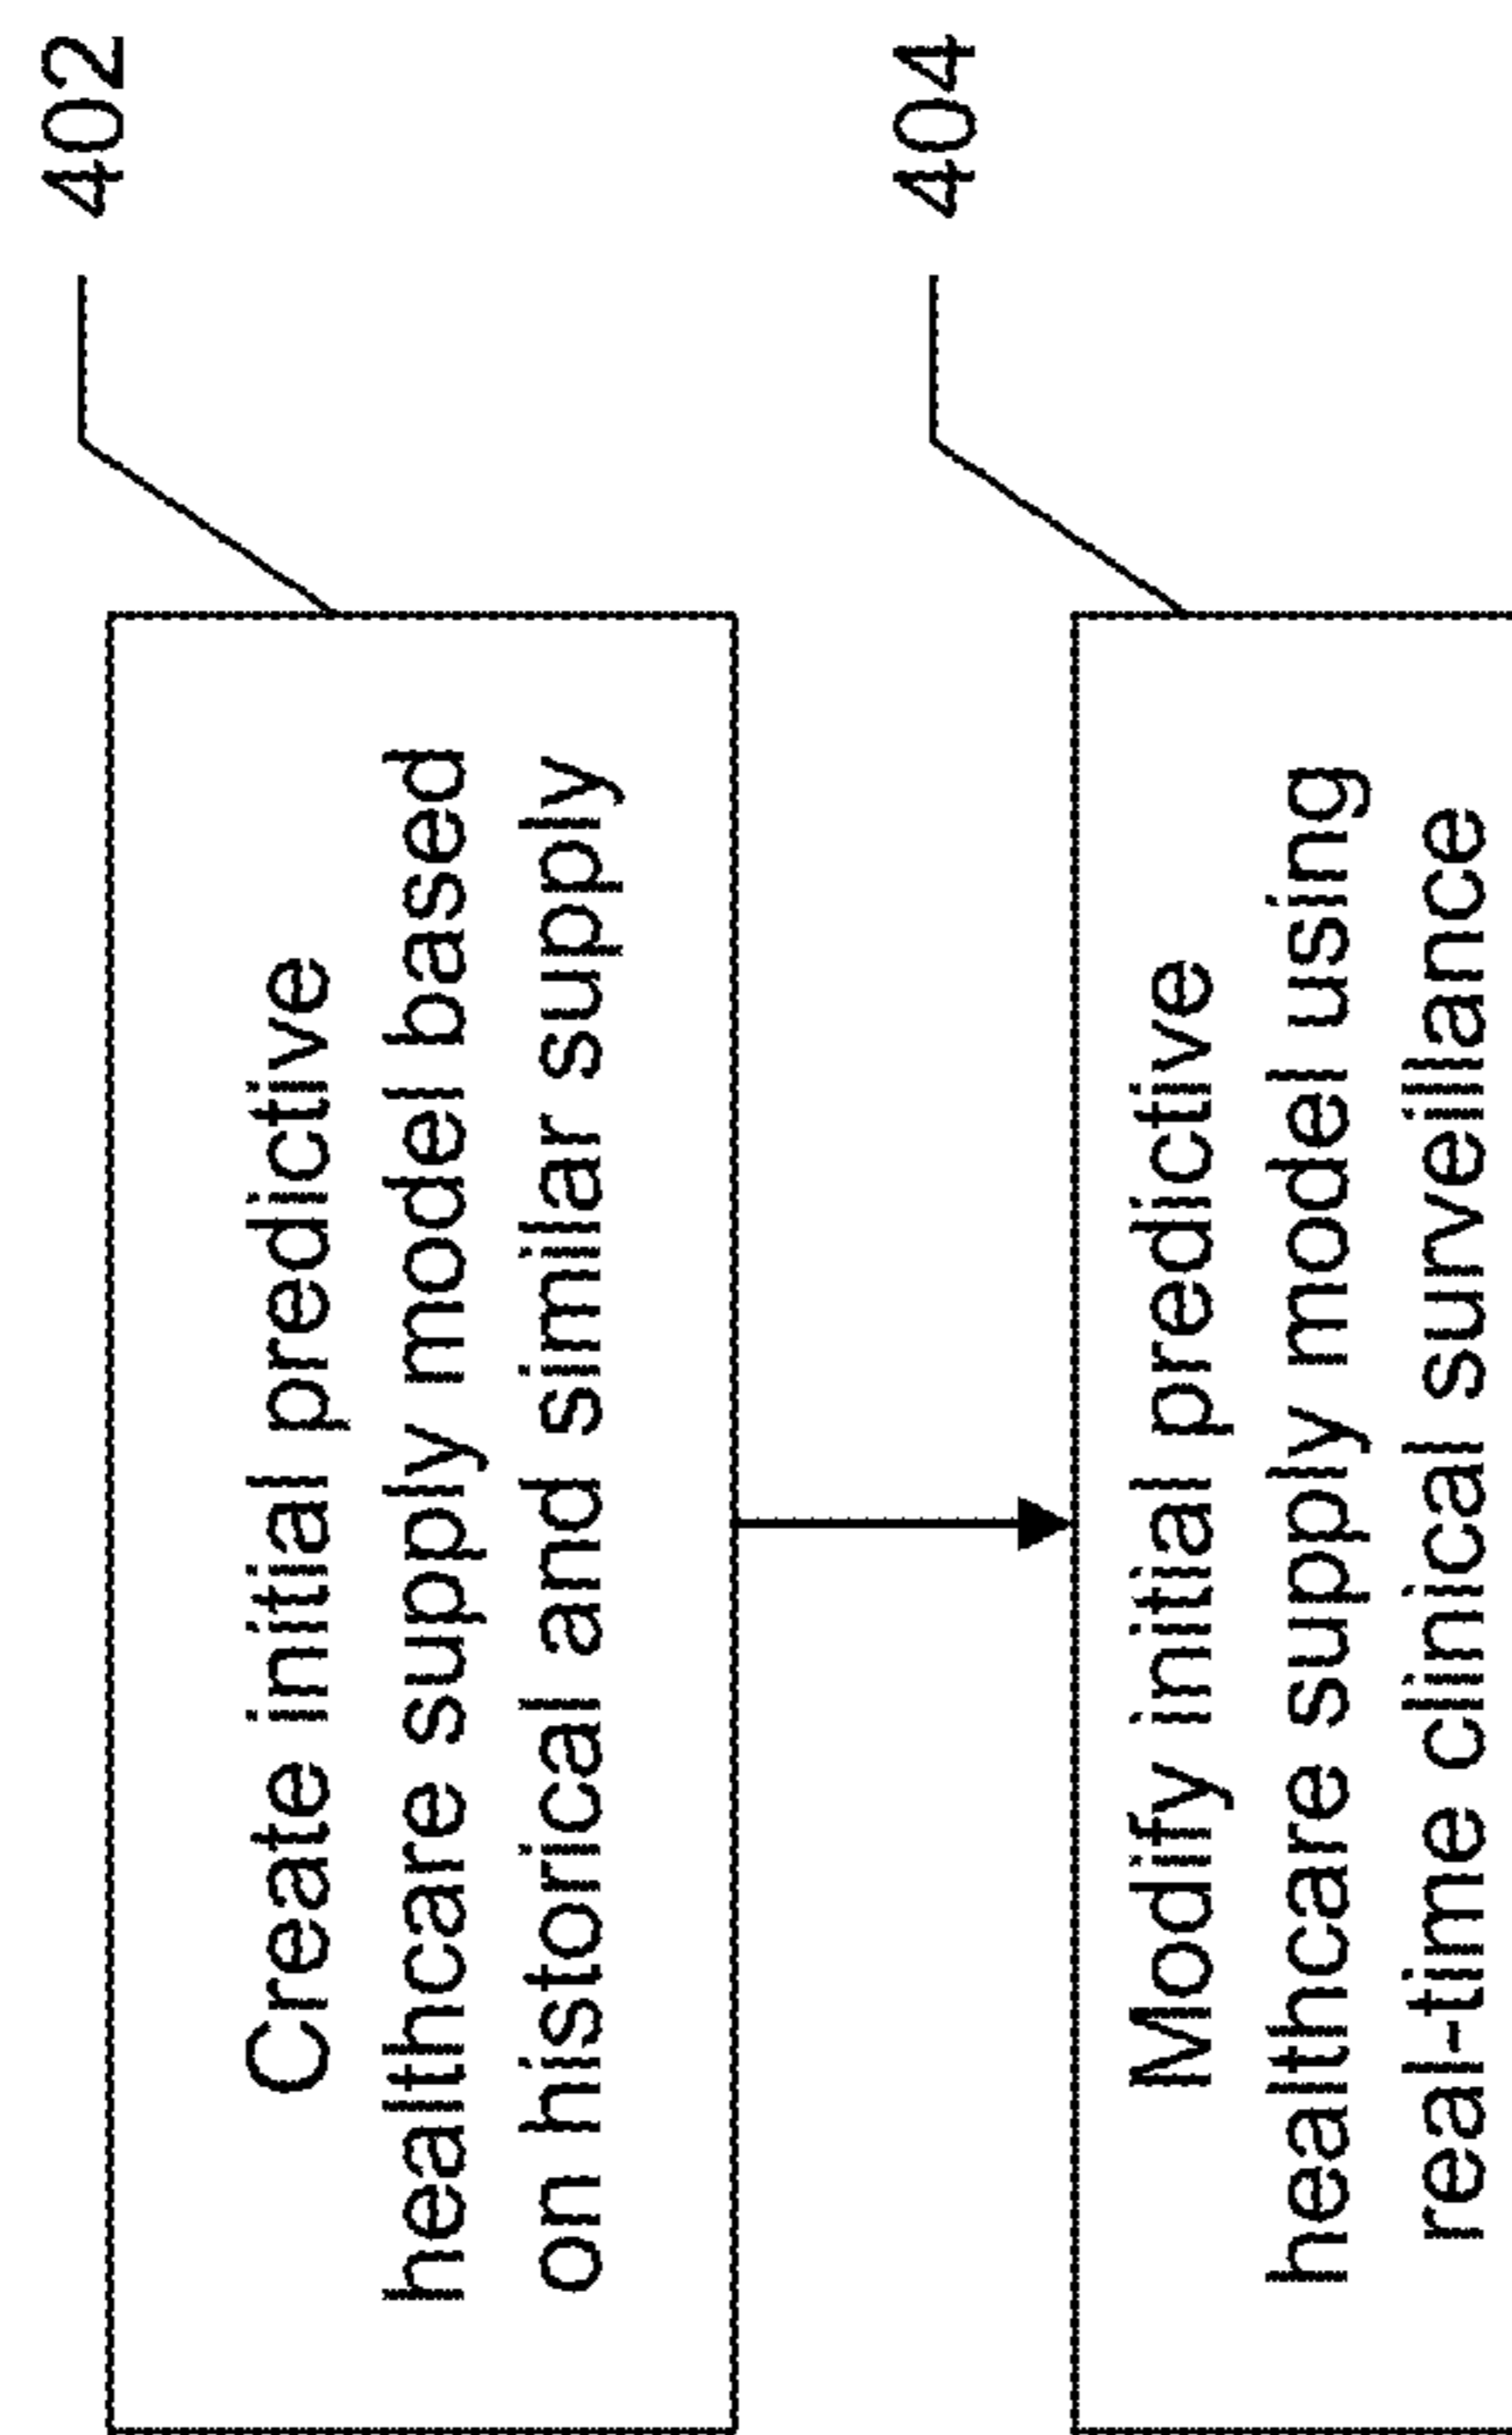 402
Create initial predictive
healthcare supply model based
on historical and similar supply
404
Modify initial predictive
healthcare supply model using
real-time clinical surveillance